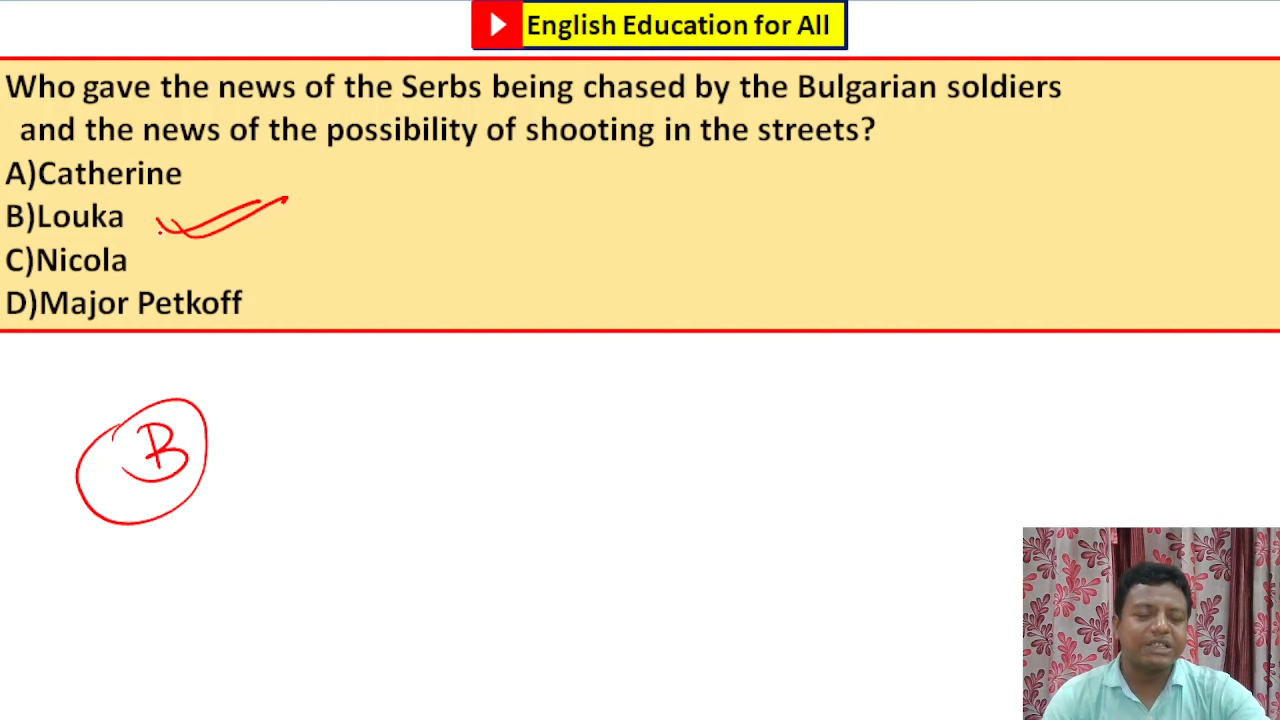 English Education for All
Who gave the news of the Serbs being chased by the Bulgarian soldiers
and the news of the possibility of shooting in the streets?
A)Catherine
B)Louka
C)Nicola
D)Major Petkoff
B